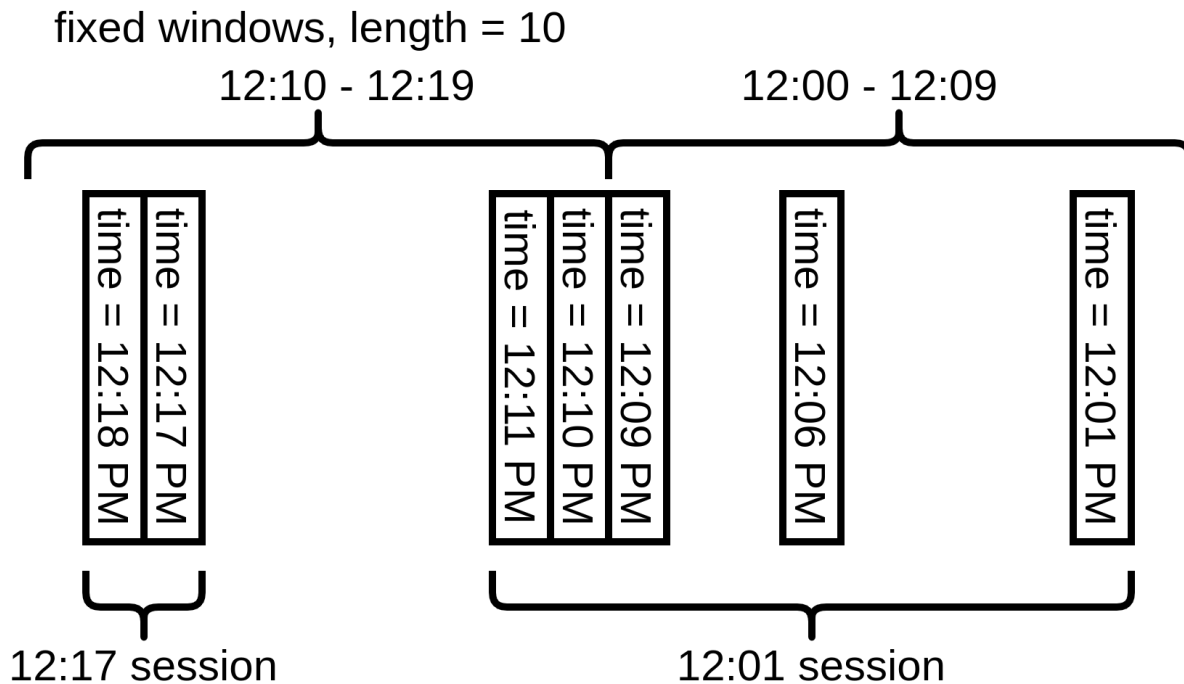 fixed windows, length = 10
12:10 - 12:19
12:00 - 12:09
time = 12:18 PM
time = 12:17 PM
time = 12:11 PM
time = 12:10 PM
time = 12:09 PM
time = 12:06 PM
time = 12:01 PM
12:17 session
12:01 session